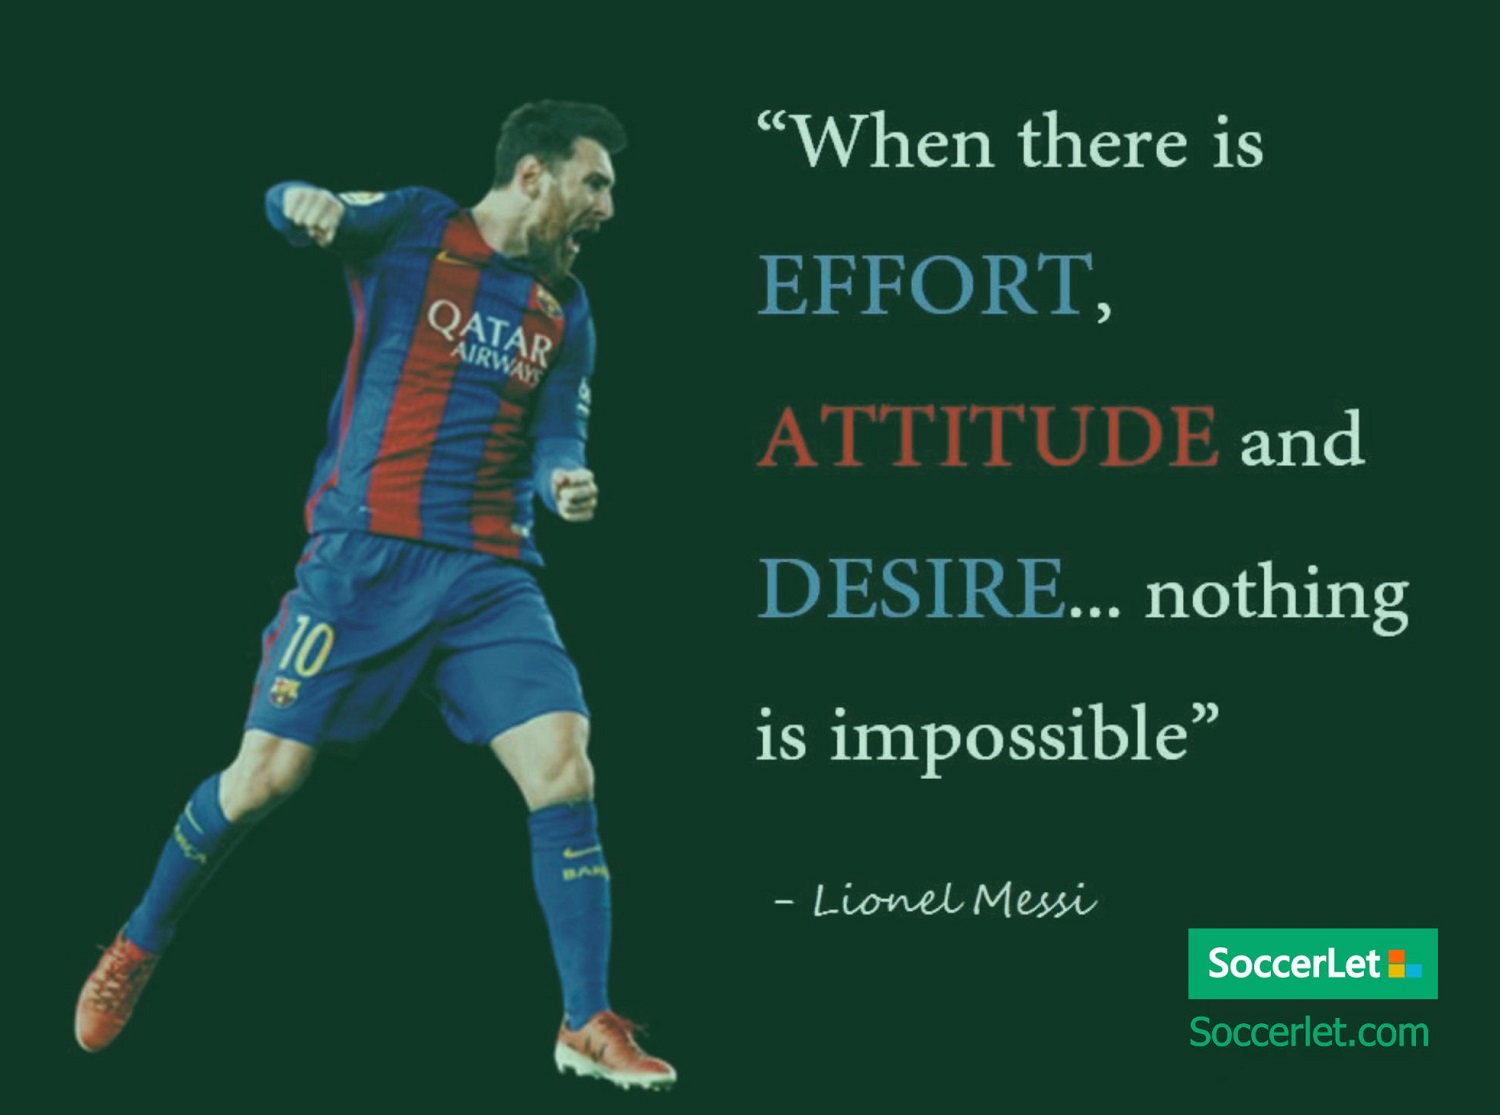 “When there is
EFFORT,
ATTITUDE and
DESIRE... nothing
is impossible”
- Lionel Messi
QATAR
AIRWAYS
10
SoccerLet
Soccerlet.com